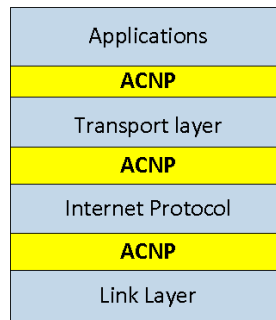 Applications
ACNP
Transport layer
ACNP
Internet Protocol
ACNP
Link Layer